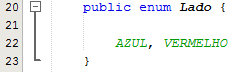 20 public enum Lado {
21
22 AZUL, VERMELHO
23 }